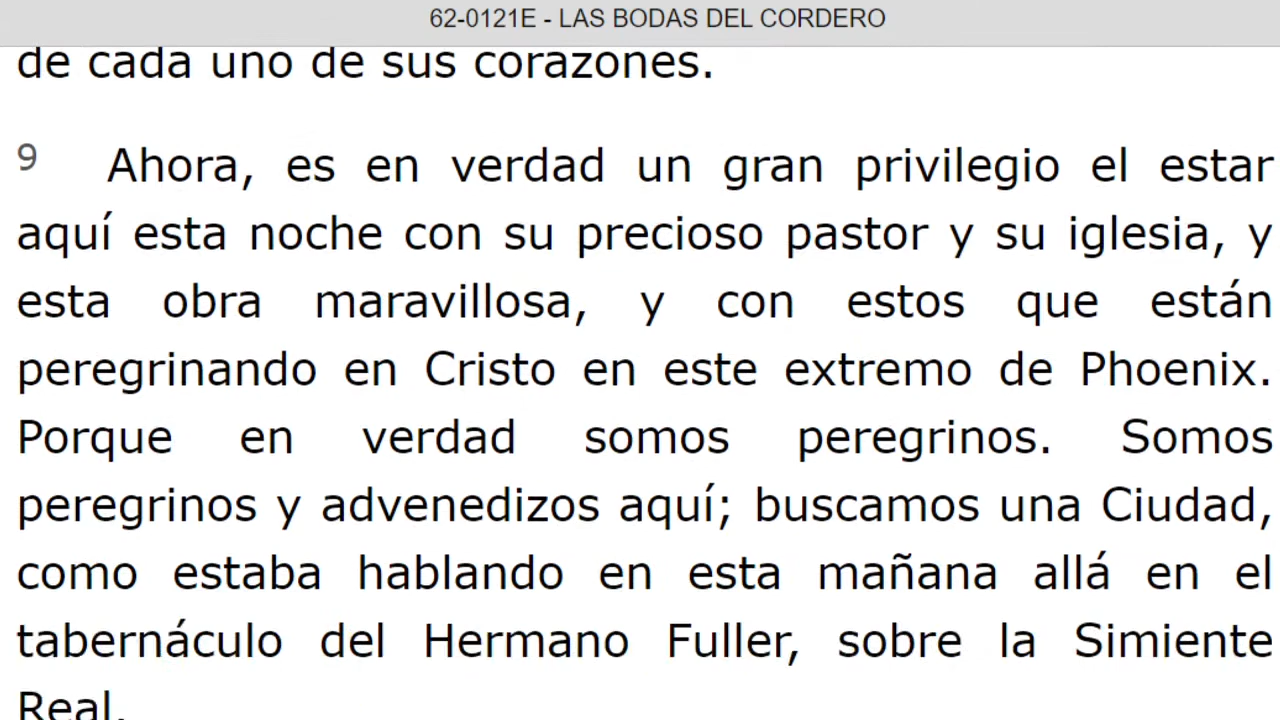 62-0121E - LAS BODAS DEL CORDERO
de cada uno de sus corazones.
9 Ahora, es en verdad un gran privilegio el estar
aquí esta noche con su precioso pastor y su iglesia, y
esta obra maravillosa, y con estos que están
peregrinando en Cristo en este extremo de Phoenix.
Porque en verdad somos peregrinos. Somos
peregrinos y advenedizos aquí; buscamos una Ciudad,
como estaba hablando en esta mañana allá en el
tabernáculo del Hermano Fuller, sobre la Simiente
Real.